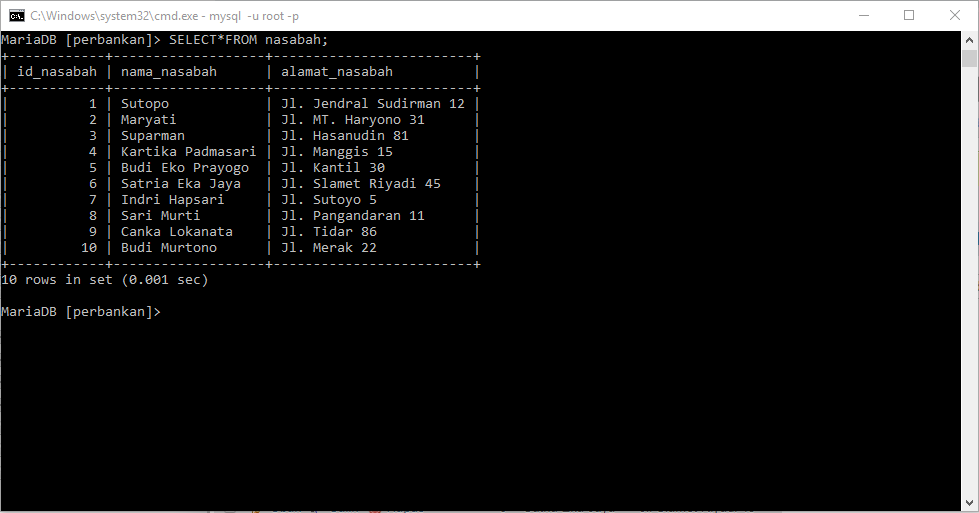 C:\Windows\system32\cmd.exe - mysql  -u root -p
MariaDB [perbankan]> SELECT*FROM nasabah;
+------------+-------------------+-------------------------+
| id_nasabah | nama_nasabah      | alamat_nasabah          |
+------------+-------------------+-------------------------+
|          1 | Sutopo            | Jl. Jendral Sudirman 12 |
|          2 | Maryati           | Jl. MT. Haryono 31      |
|          3 | Suparman          | Jl. Hasanudin 81        |
|          4 | Kartika Padmasari | Jl. Manggis 15          |
|          5 | Budi Eko Prayogo  | Jl. Kantil 30           |
|          6 | Satria Eka Jaya   | Jl. Slamet Riyadi 45    |
|          7 | Indri Hapsari     | Jl. Sutoyo 5            |
|          8 | Sari Murti        | Jl. Pangandaran 11      |
|          9 | Canka Lokanata    | Jl. Tidar 86            |
|         10 | Budi Murtono      | Jl. Merak 22            |
+------------+-------------------+-------------------------+
10 rows in set (0.001 sec)
MariaDB [perbankan]>